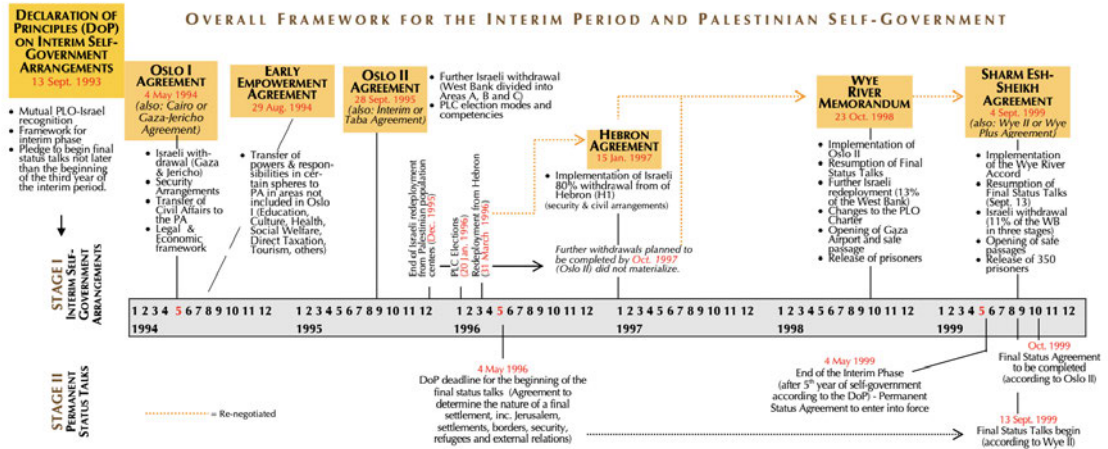 OVERALL FRAMEWORK FOR THE INTERIM PERIOD AND PALESTINIAN SELF-GOVERNMENT
DECLARATION OF
PRINCIPLES (DOP)
ON INTERIM SELF-
GOVERNMENT
ARRANGEMENTS
13 Sept. 1993
• Mutual PLO-Israel
recognition
• Framework for
interim phase
• Pledge to begin final
status talks not later
than the beginning
of the third year of
the interim period.
OSLO I
AGREEMENT
4 May 1994
(also: Cairo or
Gaza-Jericho
Agreement)
• Israeli with-
drawal (Gaza
& Jericho)
• Security
Arrangements
• Transfer of
Civil Affairs to
the PA
• Legal &
Economic
framework
EARLY
EMPOWERMENT
AGREEMENT
29 Aug. 1994
• Transfer of
powers & respon-
sibilities in cer-
tain spheres to
PA in areas not
included in Oslo
I (Education,
Culture, Health,
Social Welfare,
Direct Taxation,
Tourism, others)
OSLO II
AGREEMENT
28 Sept. 1995
(also: Interim or
Taba Agreement)
• Further Israeli withdrawal
(West Bank divided into
Areas A, B and C)
• PLC election modes and
competencies
End of Israeli redeployment
from Palestinian population
centers (Dec. 1995)
PLC Elections
(20 Jan. 1996)
Redeployment from Hebron
(31 March 1996)
HEBRON
AGREEMENT
15 Jan. 1997
• Implementation of Israeli
80% withdrawal from of
Hebron (H1)
(security & civil arrangements)
Further withdrawals planned to
be completed by Oct. 1997
(Oslo II) did not materialize.
WYE
RIVER
MEMORANDUM
23 Oct. 1998
• Implementation of
Oslo II
• Resumption of Final
Status Talks
• Further Israeli
redeployment (13%
of the West Bank)
• Changes to the PLO
Charter
• Opening of Gaza
Airport and safe
passage
• Release of prisoners
SHARM ESH-
SHEIKH
AGREEMENT
4 Sept. 1999
(also: Wye II or Wye
Plus Agreement)
• Implementation
of the Wye River
Accord
• Resumption of
Final Status Talks
(Sept. 13)
• Israeli withdrawal
(11% of the WB
in three stages)
• Opening of safe
passages
• Release of 350
prisoners
STAGE I
INTERIM SELF-
GOVERNMENT
ARRANGEMENTS
1 2 3 4 5 6 7 8 9 10 11 12
1994
1 2 3 4 5 6 7 8 9 10 11 12
1995
1 2 3 4 5 6 7 8 9 10 11 12
1996
1 2 3 4 5 6 7 8 9 10 11 12
1997
1 2 3 4 5 6 7 8 9 10 11 12
1998
1 2 3 4 5 6 7 8 9 10 11 12
1999
STAGE II
PERMANENT
STATUS TALKS
= Re-negotiated
4 May 1996
DoP deadline for the beginning of the
final status talks (Agreement to
determine the nature of a final
settlement, inc. Jerusalem,
settlements, borders, security,
refugees and external relations)
4 May 1999
End of the Interim Phase
(after 5th year of self-government
according to the DoP) - Permanent
Status Agreement to enter into force
Oct. 1999
Final Status Agreement
to be completed
(according to Oslo II)
13 Sept. 1999
Final Status Talks begin
(according to Wye II)